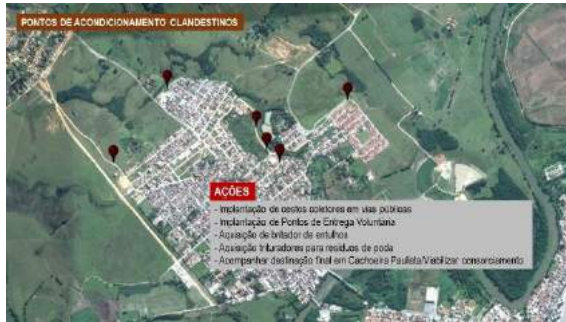 PONTOS DE ACONDICIONAMENTO CLANDESTINOS
AÇÕES
- Implantação de cestos coletores em vias públicas
- Implantação de Pontos de Entrega Voluntária
- Aquisição de britador de entulhos
- Aquisição trituradores para resíduos de poda
- Acompanhar destinação final em Cachoeira Paulista/Viabilizar consorciamento